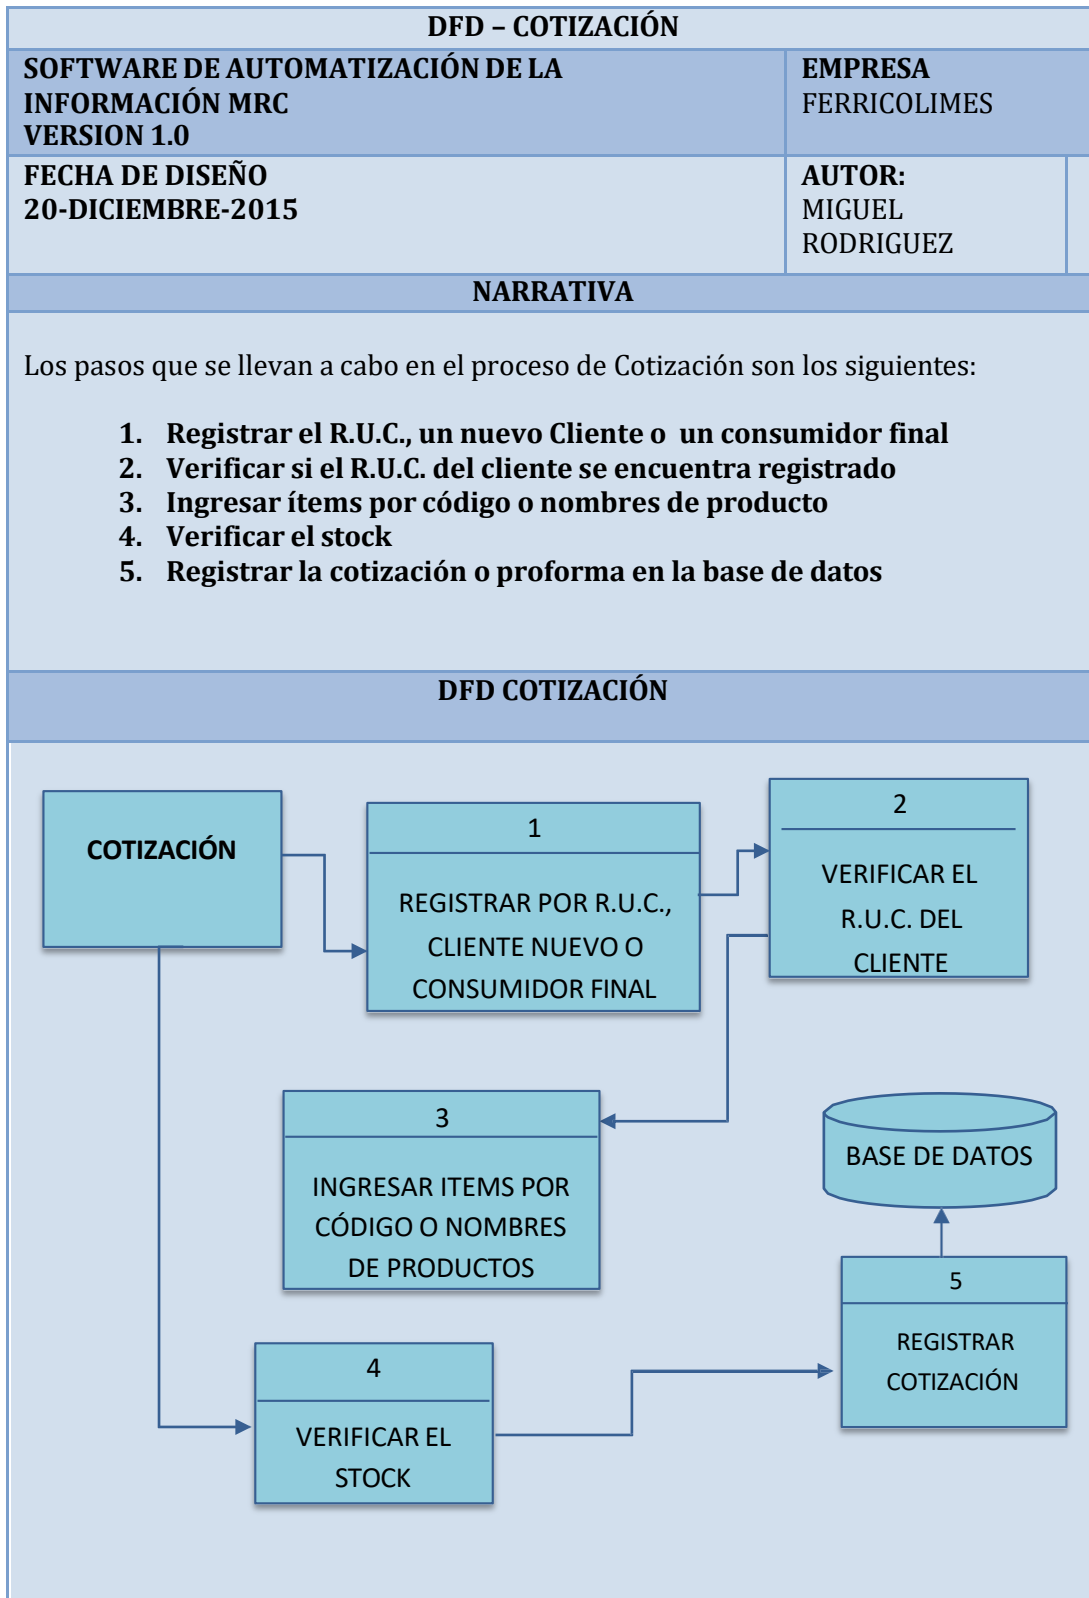 DFD – COTIZACIÓN
SOFTWARE DE AUTOMATIZACIÓN DE LA
INFORMACIÓN MRC
VERSION 1.0
EMPRESA
FERRICOLIMES
FECHA DE DISEÑO
20-DICIEMBRE-2015
AUTOR:
MIGUEL
RODRIGUEZ
NARRATIVA
Los pasos que se llevan a cabo en el proceso de Cotización son los siguientes:
1. Registrar el R.U.C., un nuevo Cliente o un consumidor final
2. Verificar si el R.U.C. del cliente se encuentra registrado
3. Ingresar ítems por código o nombres de producto
4. Verificar el stock
5. Registrar la cotización o proforma en la base de datos
DFD COTIZACIÓN
COTIZACIÓN
1
REGISTRAR POR R.U.C.,
CLIENTE NUEVO O
CONSUMIDOR FINAL
2
VERIFICAR EL
R.U.C. DEL
CLIENTE
3
INGRESAR ITEMS POR
CÓDIGO O NOMBRES
DE PRODUCTOS
BASE DE DATOS
5
REGISTRAR
COTIZACIÓN
4
VERIFICAR EL
STOCK